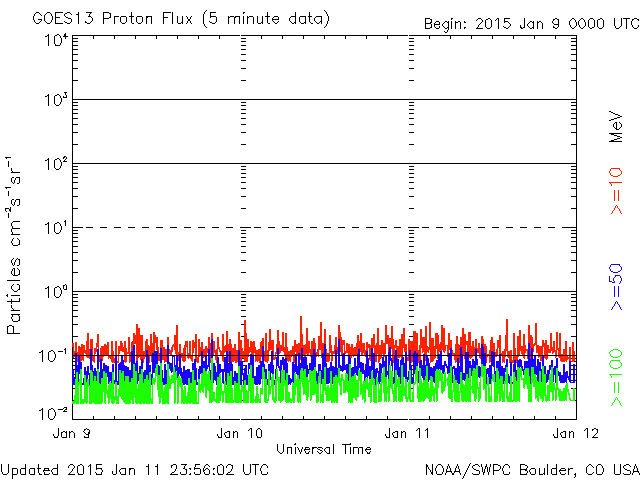 GOES13 Proton Flux (5 minute data)
Begin: 2015 Jan 9 0000 UTC
Particles cm⁻²s⁻¹sr⁻¹
10⁴
10³
10²
10¹
10⁰
10⁻¹
10⁻²
MeV
>=10
>=50
>=100
Jan 9
Jan 10
Jan 11
Jan 12
Universal Time
Updated 2015 Jan 11 23:56:02 UTC
NOAA/SWPC Boulder, CO USA